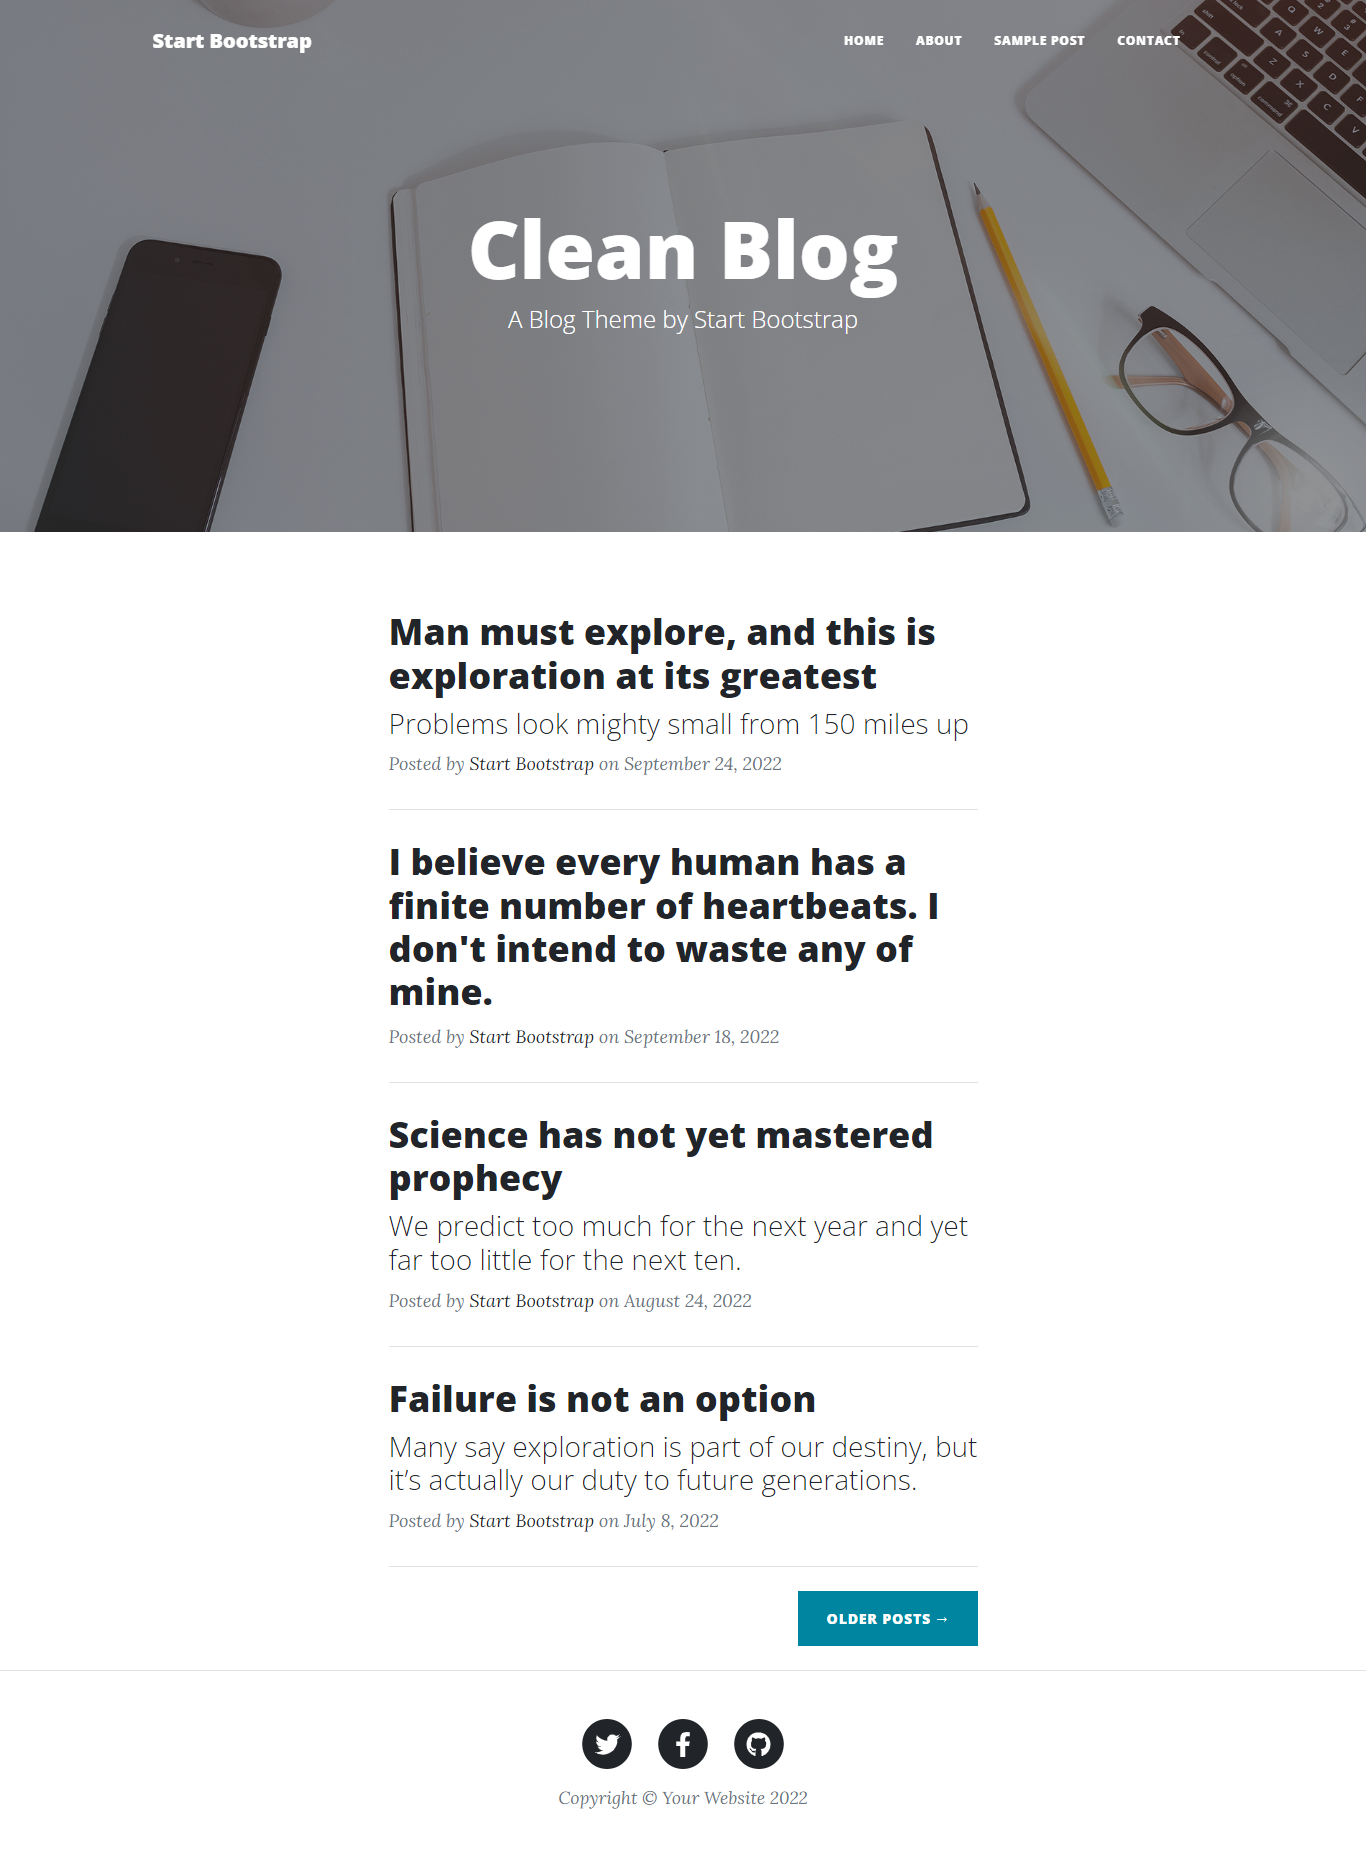 Start Bootstrap
HOME ABOUT SAMPLE POST CONTACT
Clean Blog
A Blog Theme by Start Bootstrap
Man must explore, and this is
exploration at its greatest
Problems look mighty small from 150 miles up
Posted by Start Bootstrap on September 24, 2022
I believe every human has a
finite number of heartbeats. I
don't intend to waste any of
mine.
Posted by Start Bootstrap on September 18, 2022
Science has not yet mastered
prophecy
We predict too much for the next year and yet
far too little for the next ten.
Posted by Start Bootstrap on August 24, 2022
Failure is not an option
Many say exploration is part of our destiny, but
it’s actually our duty to future generations.
Posted by Start Bootstrap on July 8, 2022
OLDER POSTS →
Copyright © Your Website 2022